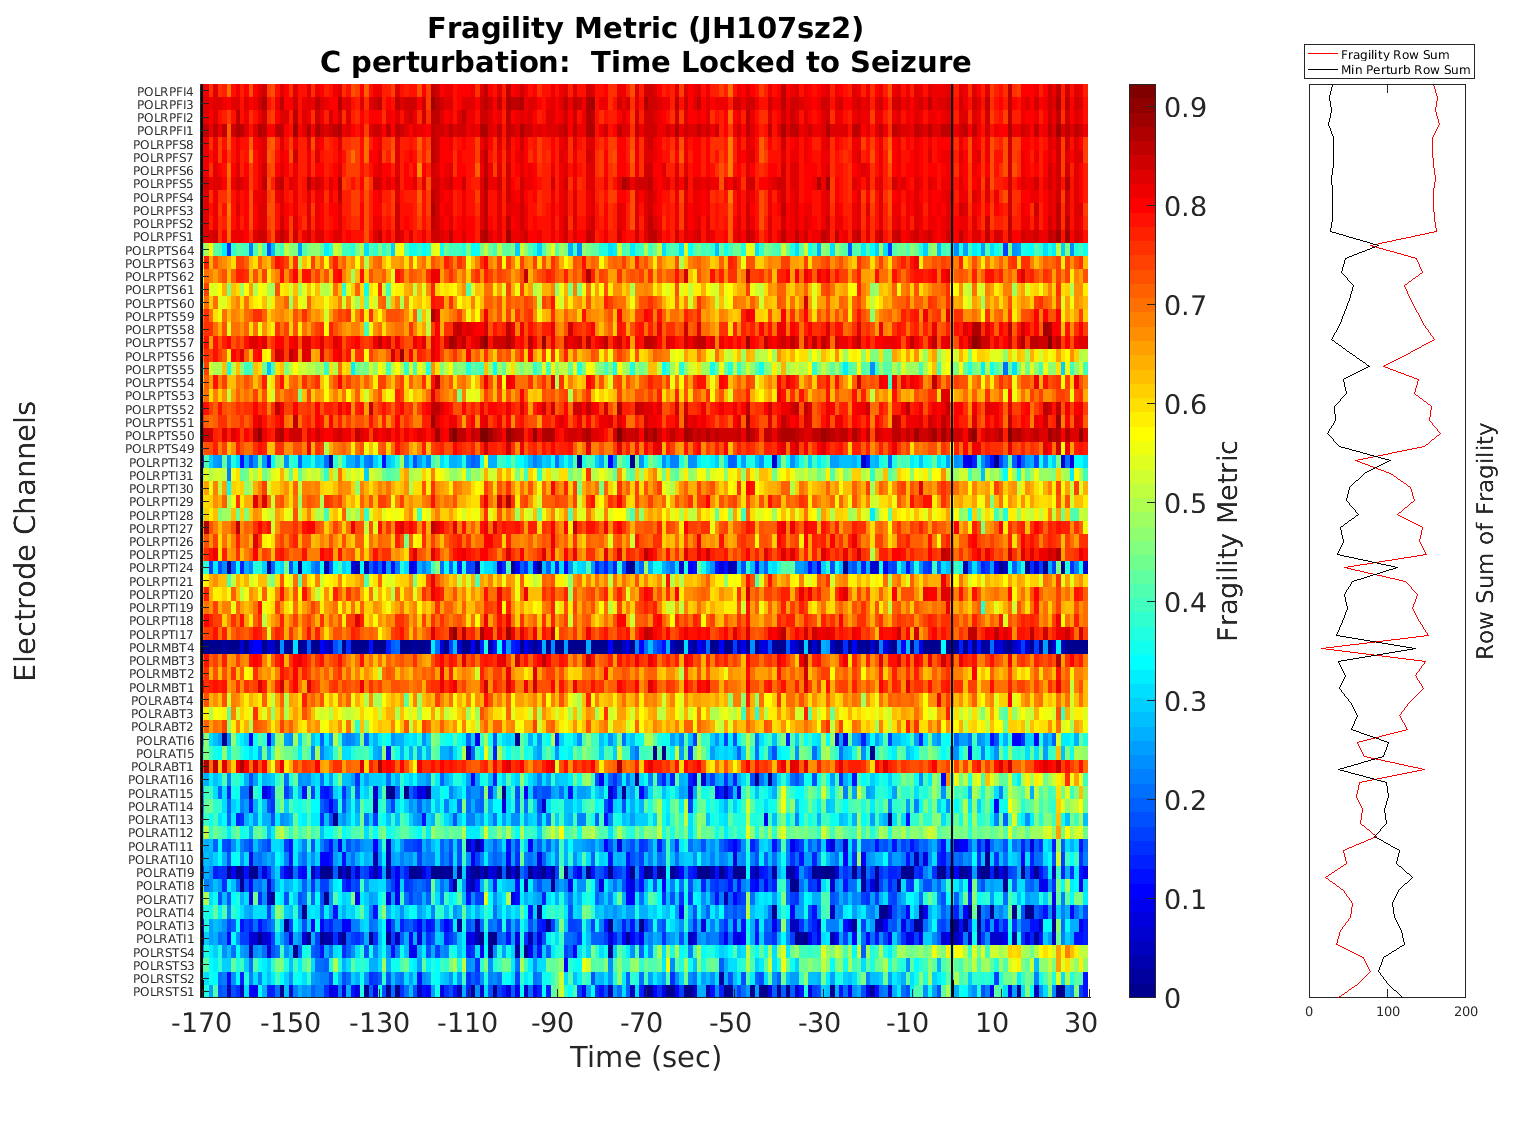 Fragility Metric (JH107sz2)
C perturbation:  Time Locked to Seizure
Fragility Row Sum
Min Perturb Row Sum
Electrode Channels
POLRPFI4
POLRPFI3
POLRPFI2
POLRPFI1
POLRPFS8
POLRPFS7
POLRPFS6
POLRPFS5
POLRPFS4
POLRPFS3
POLRPFS2
POLRPFS1
POLRPTS64
POLRPTS63
POLRPTS62
POLRPTS61
POLRPTS60
POLRPTS59
POLRPTS58
POLRPTS57
POLRPTS56
POLRPTS55
POLRPTS54
POLRPTS53
POLRPTS52
POLRPTS51
POLRPTS50
POLRPTS49
POLRPTI32
POLRPTI31
POLRPTI30
POLRPTI29
POLRPTI28
POLRPTI27
POLRPTI26
POLRPTI25
POLRPTI24
POLRPTI21
POLRPTI20
POLRPTI19
POLRPTI18
POLRPTI17
POLRMBT4
POLRMBT3
POLRMBT2
POLRMBT1
POLRABT4
POLRABT3
POLRABT2
POLRATI6
POLRATI5
POLRABT1
POLRATI16
POLRATI15
POLRATI14
POLRATI13
POLRATI12
POLRATI11
POLRATI10
POLRATI9
POLRATI8
POLRATI7
POLRATI4
POLRATI3
POLRATI1
POLRSTS4
POLRSTS3
POLRSTS2
POLRSTS1
-170 -150 -130 -110 -90 -70 -50 -30 -10 10 30
Time (sec)
0.9
0.8
0.7
0.6
0.5
0.4
0.3
0.2
0.1
0
Fragility Metric
0 100 200
Row Sum of Fragility